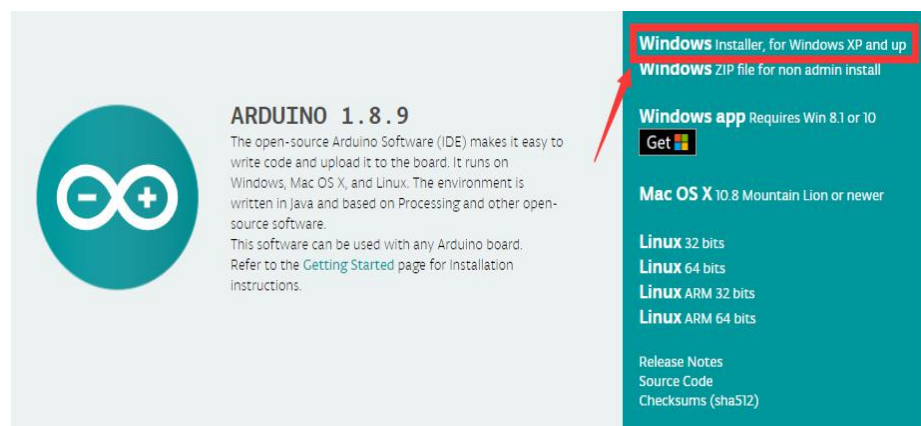 ARDUINO 1.8.9
The open-source Arduino Software (IDE) makes it easy to
write code and upload it to the board. It runs on
Windows, Mac OS X, and Linux. The environment is
written in Java and based on Processing and other open-
source software.
This software can be used with any Arduino board.
Refer to the Getting Started page for Installation
instructions.
Windows Installer, for Windows XP and up
Windows ZIP file for non admin install
Windows app Requires Win 8.1 or 10
Get
Mac OS X 10.8 Mountain Lion or newer
Linux 32 bits
Linux 64 bits
Linux ARM 32 bits
Linux ARM 64 bits
Release Notes
Source Code
Checksums (sha512)